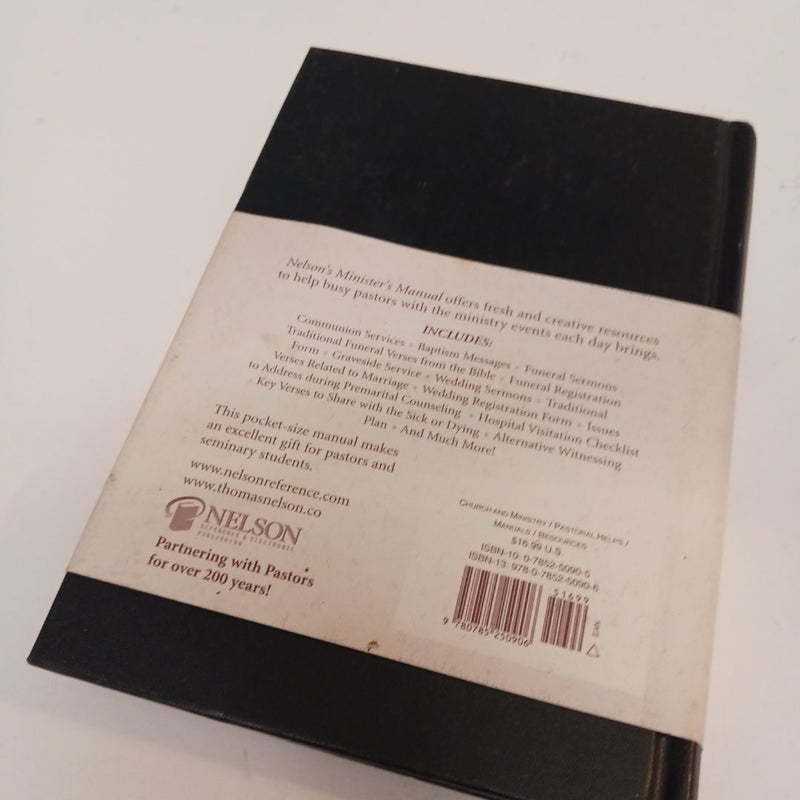 Nelson's Minister's Manual offers fresh and creative resources
to help busy pastors with the ministry events each day brings.
INCLUDES:
Communion Services • Baptism Messages • Funeral Sermons
Traditional Funeral Verses from the Bible • Funeral Registration
Form • Graveside Service • Wedding Sermons • Traditional
Verses Related to Marriage • Wedding Registration Form • Issues
to Address during Premarital Counseling • Hospital Visitation Checklist
Key Verses to Share with the Sick or Dying • Alternative Witnessing
Plan • And Much More!
This pocket-size manual makes
an excellent gift for pastors and
seminary students.
www.nelsonreference.com
www.thomasnelson.co
NELSON
REFERENCE & ELECTRONIC
PUBLISHING
Partnering with Pastors
for over 200 years!
CHURCH AND MINISTRY / PASTORAL HELPS /
MANUALS / RESOURCES
$16.99 U.S.
ISBN-10: 0-7852-5090-5
ISBN-13: 978-0-7852-5090-6
51699
9 780785 250906
EAN